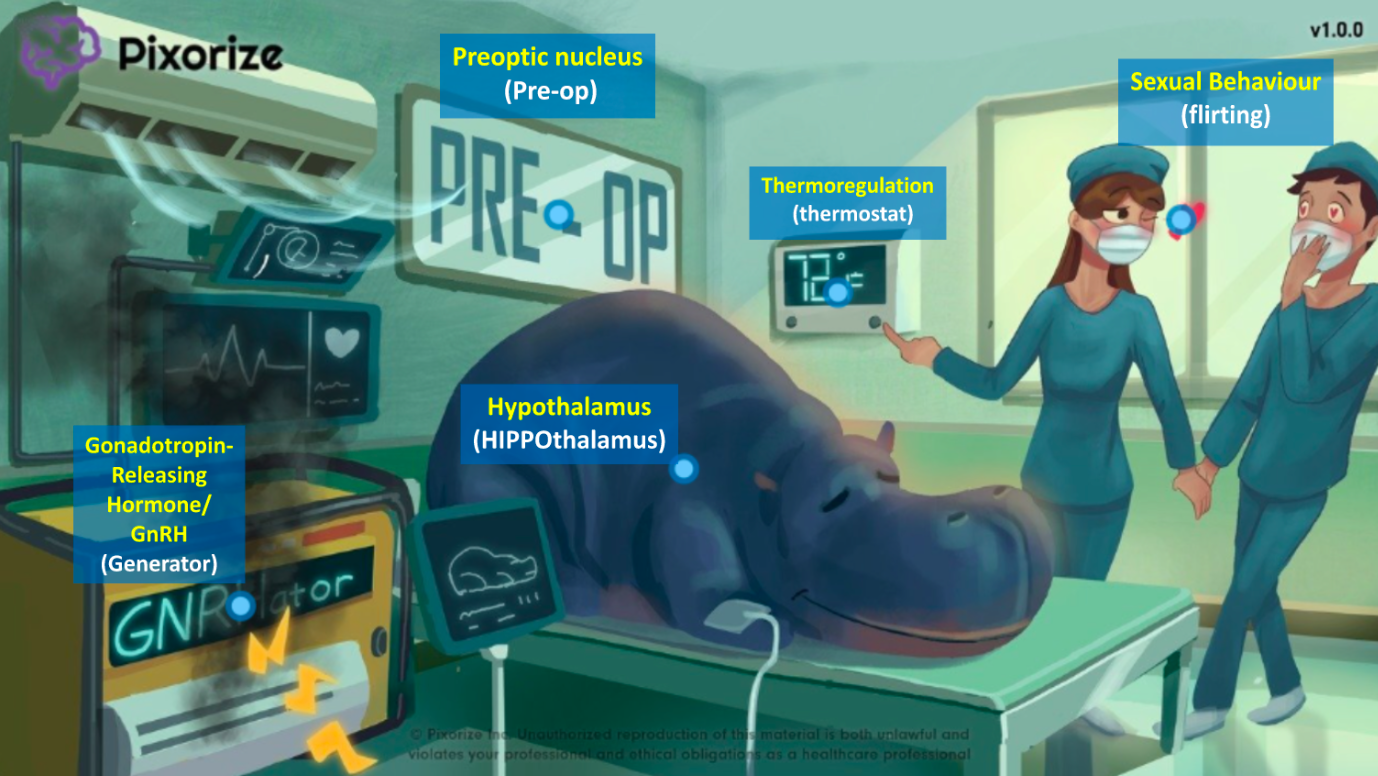 Pixorize
v1.0.0
Preoptic nucleus
(Pre-op)
Sexual Behaviour
(flirting)
PRE-OP
Thermoregulation
(thermostat)
72°F
Hypothalamus
(HIPPOthalamus)
Gonadotropin-
Releasing
Hormone/
GnRH
(Generator)
GNR ator
© Pixorize Inc. Unauthorized reproduction of this material is both unlawful and
violates your professional and ethical obligations as a healthcare professional